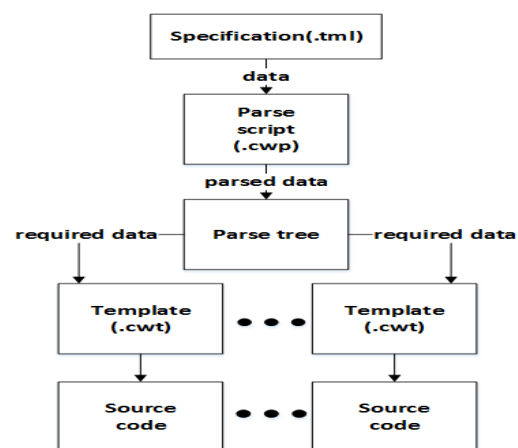 Specification(.tml)
data
Parse
script
(.cwp)
parsed data
required data
Parse tree
required data
Template
(.cwt)
Template
(.cwt)
Source
code
Source
code